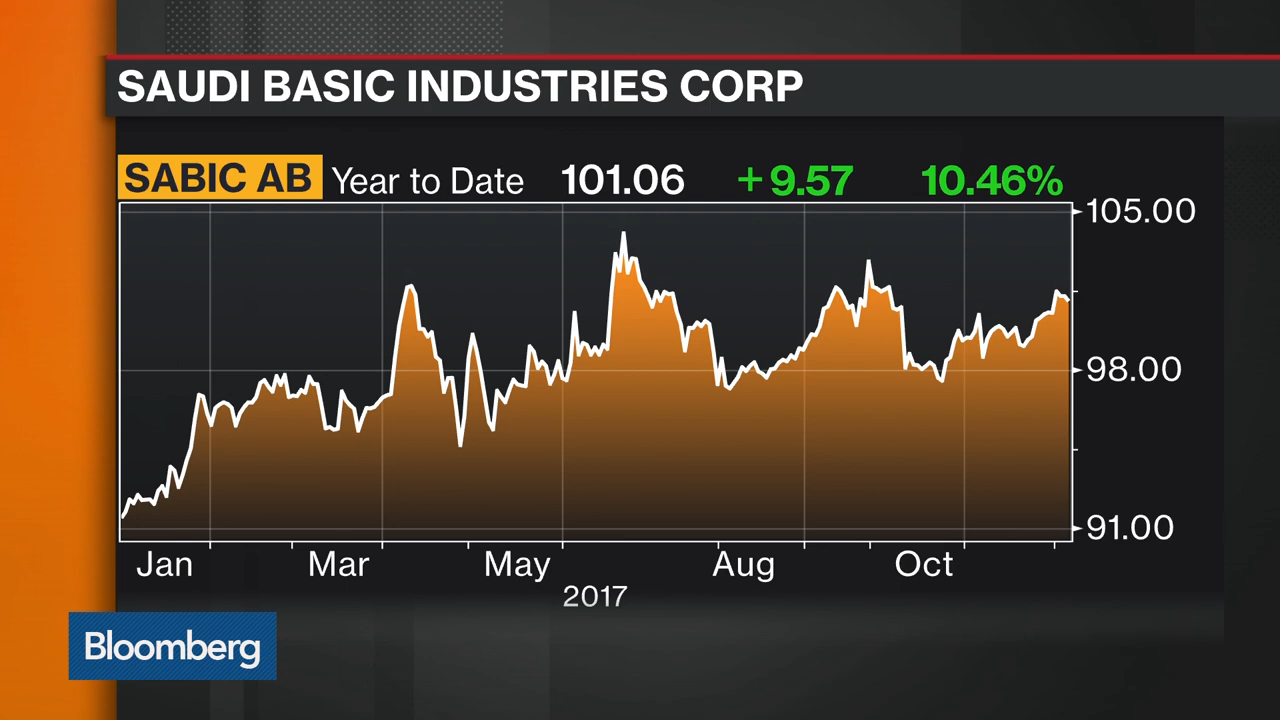 SAUDI BASIC INDUSTRIES CORP
SABIC AB Year to Date 101.06 +9.57 10.46%
105.00
98.00
91.00
Jan Mar May Aug Oct
2017
Bloomberg